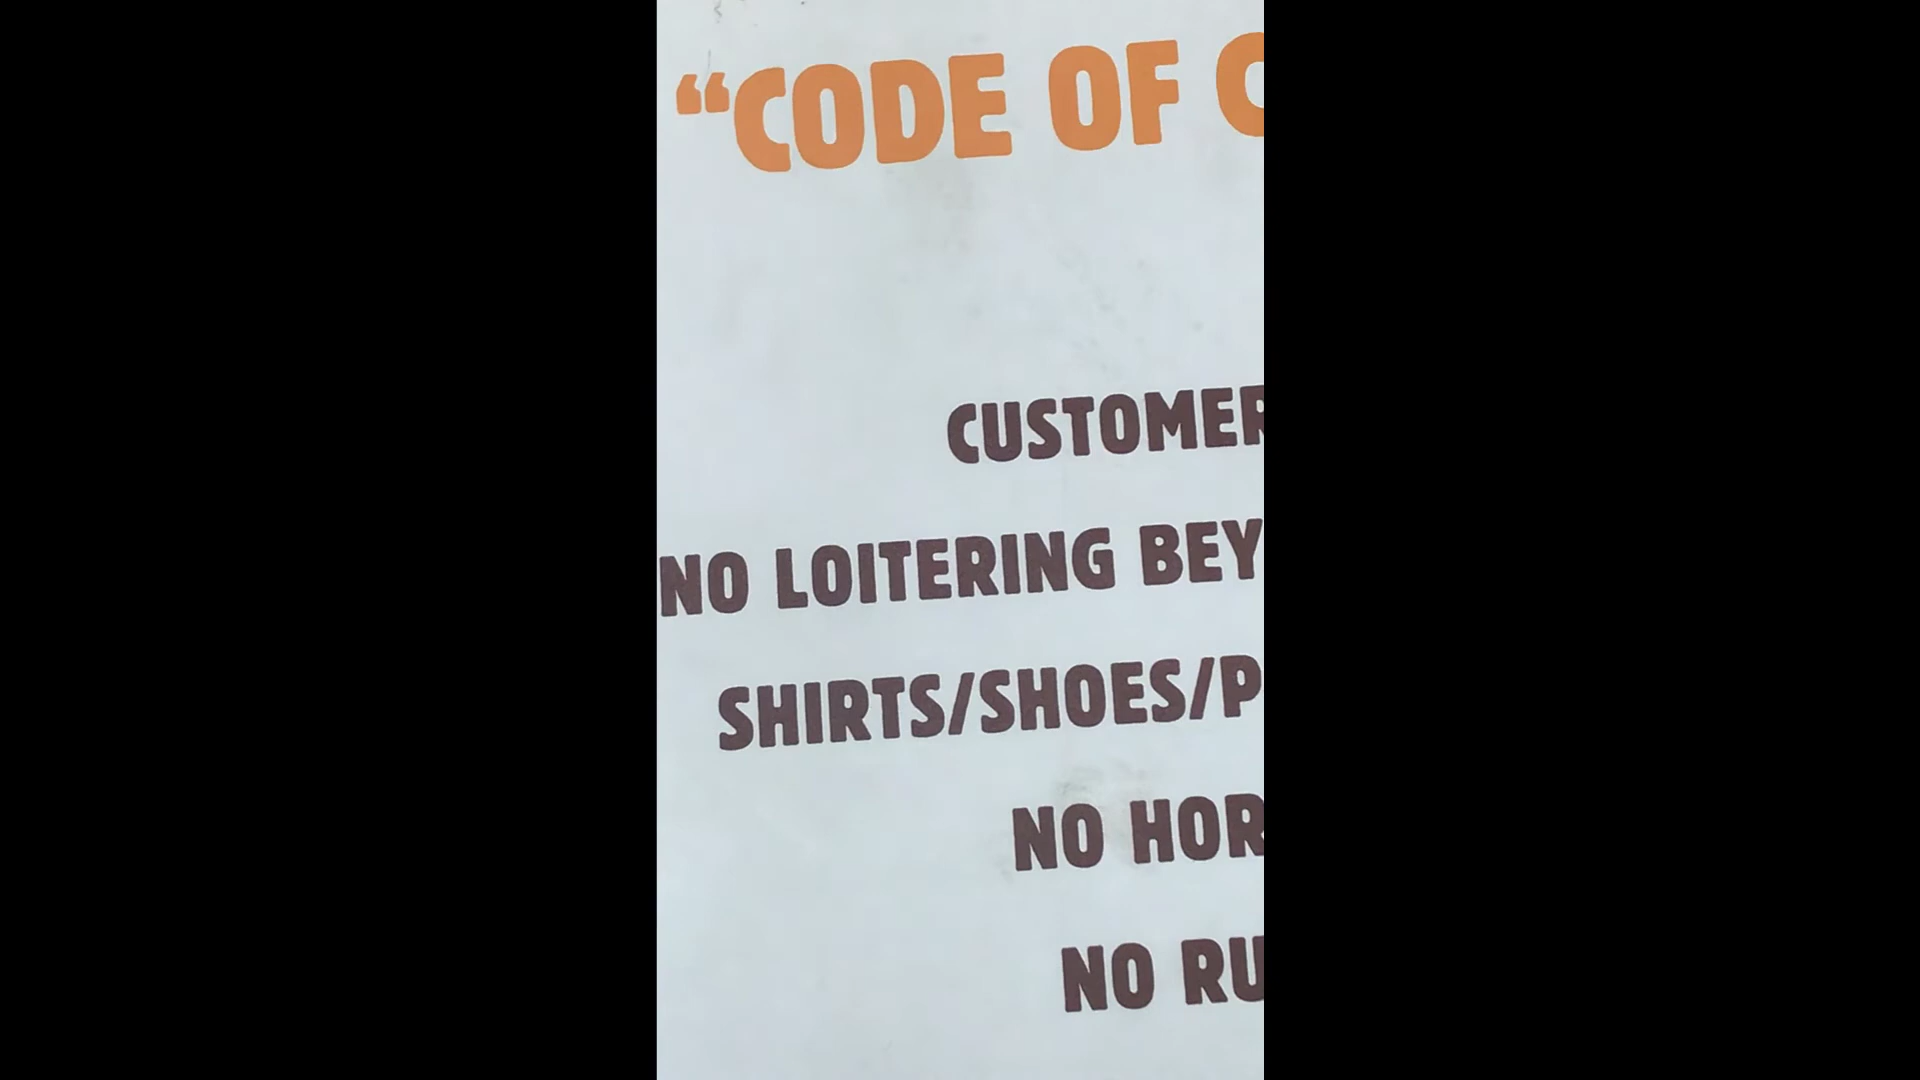 “CODE OF C
CUSTOMER
NO LOITERING BEY
SHIRTS/SHOES/P
NO HOR
NO RU